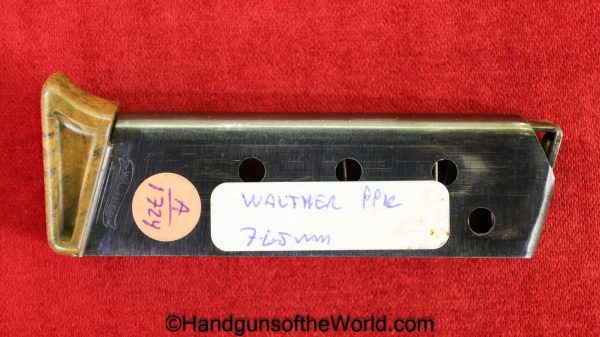 A
1724
WALTHER PPK
7.65mm
©HandgunsoftheWorld.com